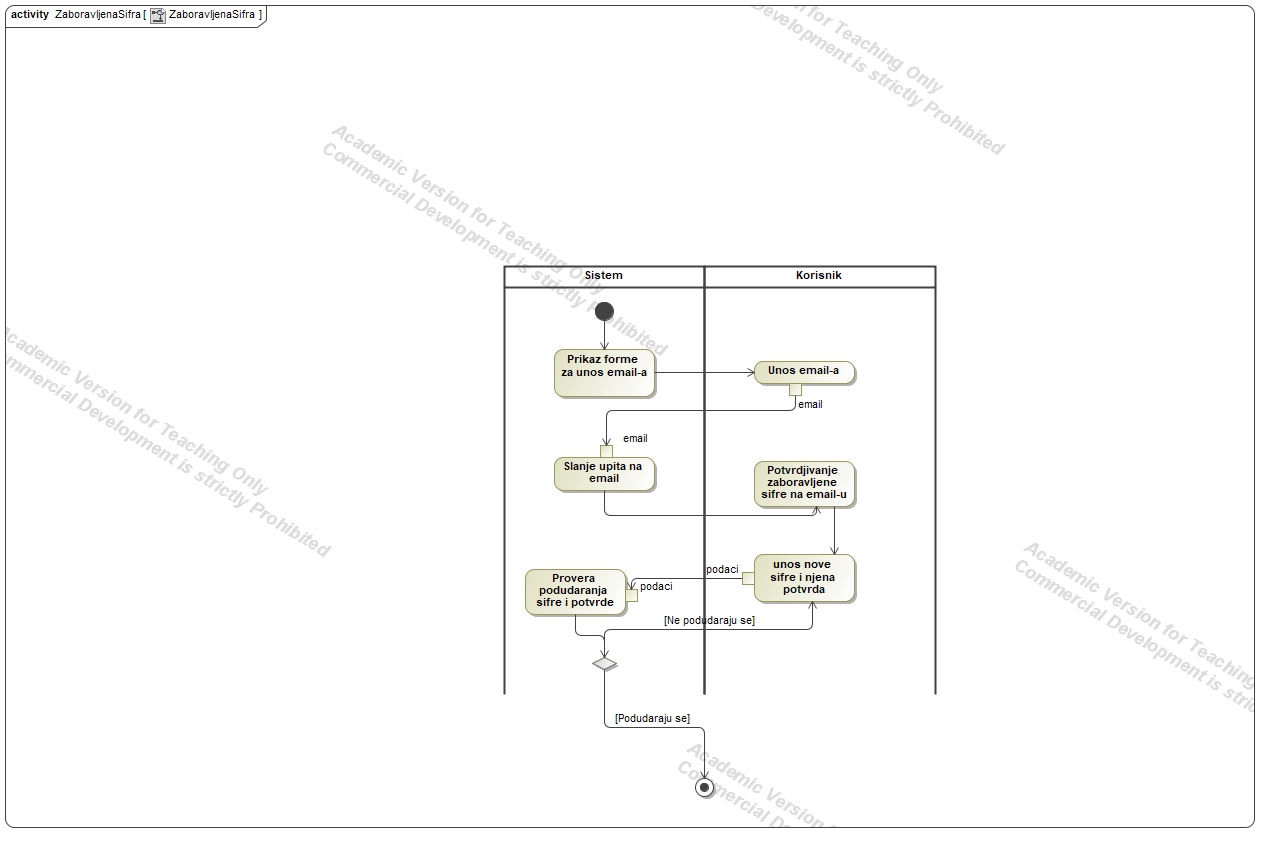 activity ZaboravljenaSifra [ ZaboravljenaSifra ]
for Teaching Only
Development is strictly Prohibited
Academic Version for Teaching Only
Commercial Development is strictly Prohibited
Sistem
Korisnik
Prikaz forme
za unos email-a
Unos email-a
email
email
Slanje upita na
email
Potvrdjivanje
zaboravljene
sifre na email-u
Academic Version for Teaching Only
Commercial Development is strictly Prohibited
unos nove
sifre i njena
potvrda
podaci
podaci
Provera
podudaranja
sifre i potvrde
[Ne podudaraju se]
Academic Version for Teaching
Commercial Development is
[Podudaraju se]
Academic Version
Commercial